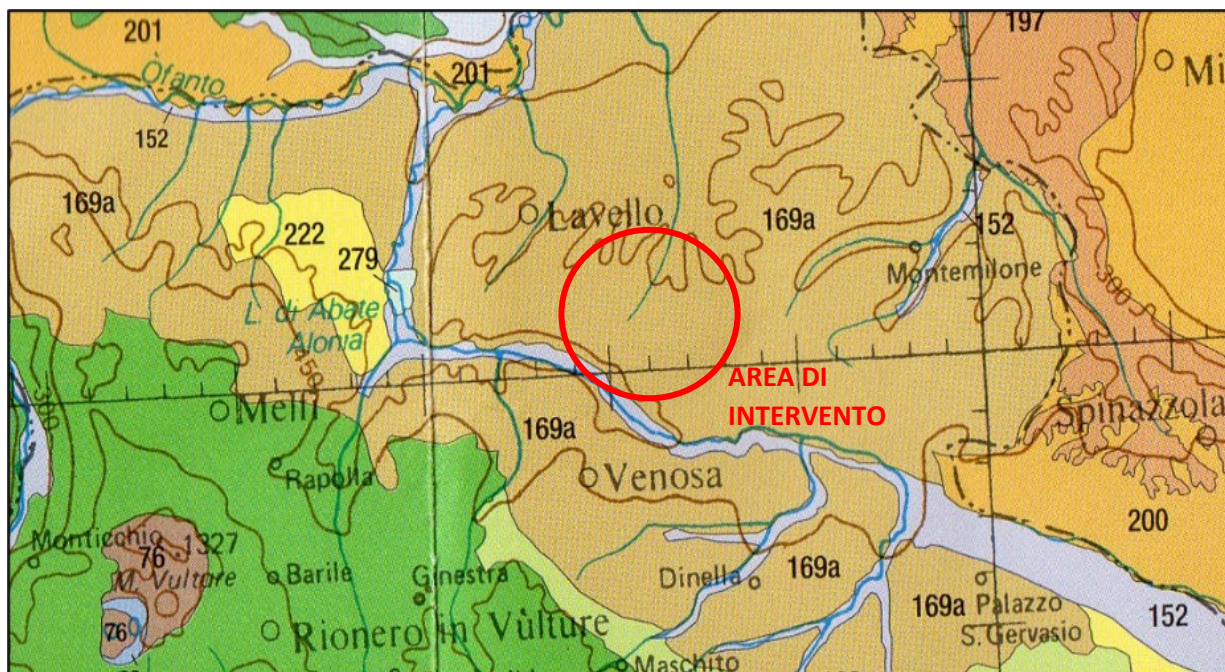 201
197
Òfanto
201
Mi
152
169a
Lavello
169a
152
222
279
Montemilone
300
L. di Abate
Alonia
450
AREA DI
INTERVENTO
300
Melfi
169a
Spinazzola
Rapolla
Venosa
200
Monticchio
76
1327
M. Vulture
Barile
Ginestra
Dinella
169a
169a
Palazzo
S. Gervasio
152
76
Rionero in Vùlture
Maschito